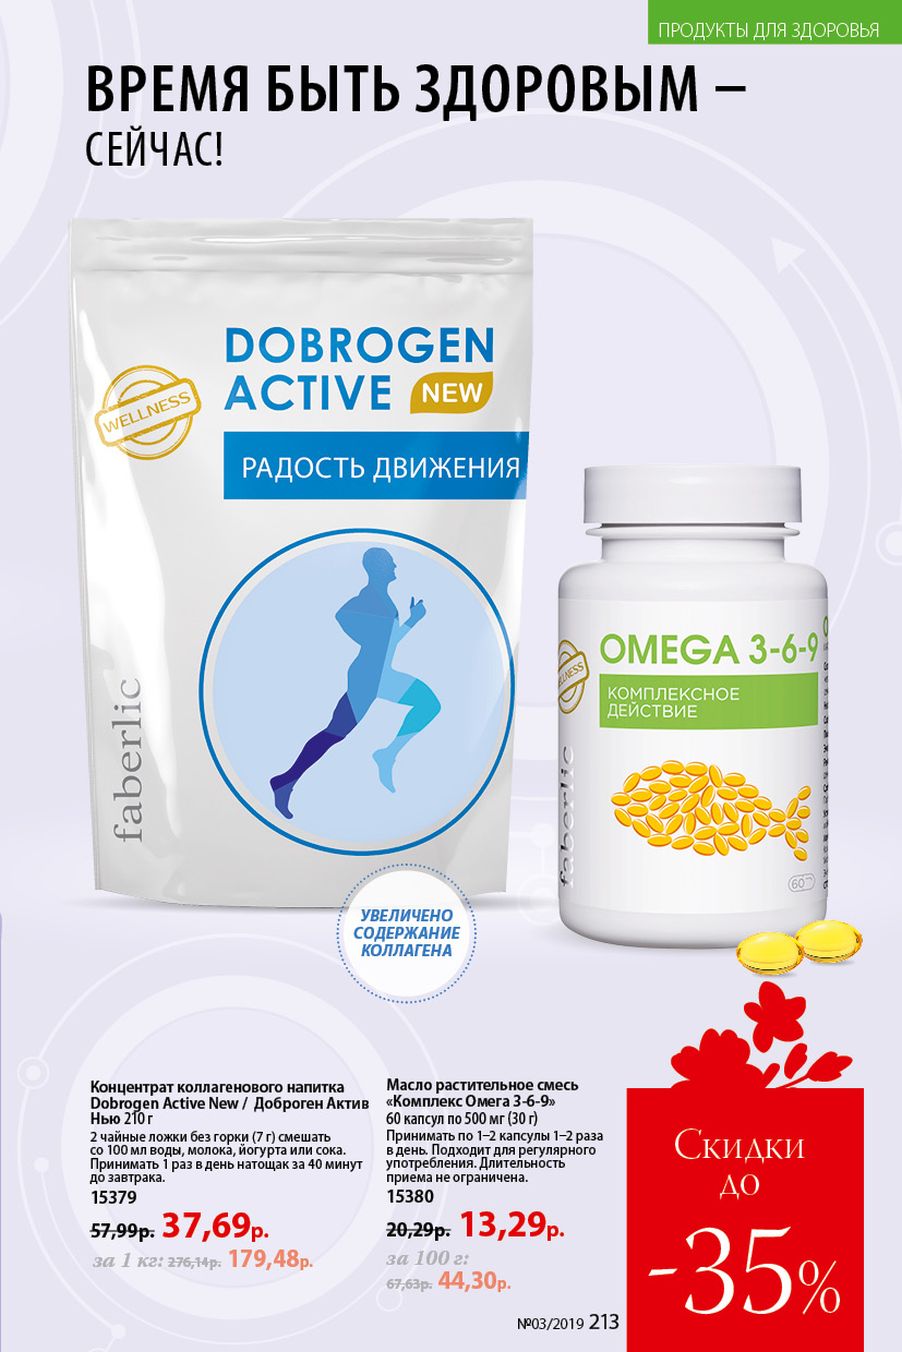 ПРОДУКТЫ ДЛЯ ЗДОРОВЬЯ
ВРЕМЯ БЫТЬ ЗДОРОВЫМ –
СЕЙЧАС!
DOBROGEN
ACTIVE NEW
WELLNESS
РАДОСТЬ ДВИЖЕНИЯ
faberlic
OMEGA 3-6-9
WELLNESS
КОМПЛЕКСНОЕ
ДЕЙСТВИЕ
faberlic
60
УВЕЛИЧЕНО
СОДЕРЖАНИЕ
КОЛЛАГЕНА
Концентрат коллагенового напитка
Dobrogen Active New / Доброген Актив
Нью 210 г
2 чайные ложки без горки (7 г) смешать
со 100 мл воды, молока, йогурта или сока.
Принимать 1 раз в день натощак за 40 минут
до завтрака.
15379
57,99р. 37,69р.
за 1 кг: 276,14р. 179,48р.
Масло растительное смесь
«Комплекс Омега 3-6-9»
60 капсул по 500 мг (30 г)
Принимать по 1–2 капсулы 1–2 раза
в день. Подходит для регулярного
употребления. Длительность
приема не ограничена.
15380
20,29р. 13,29р.
за 100 г:
67,63р. 44,30р.
Скидки
до
-35%
№03/2019 213